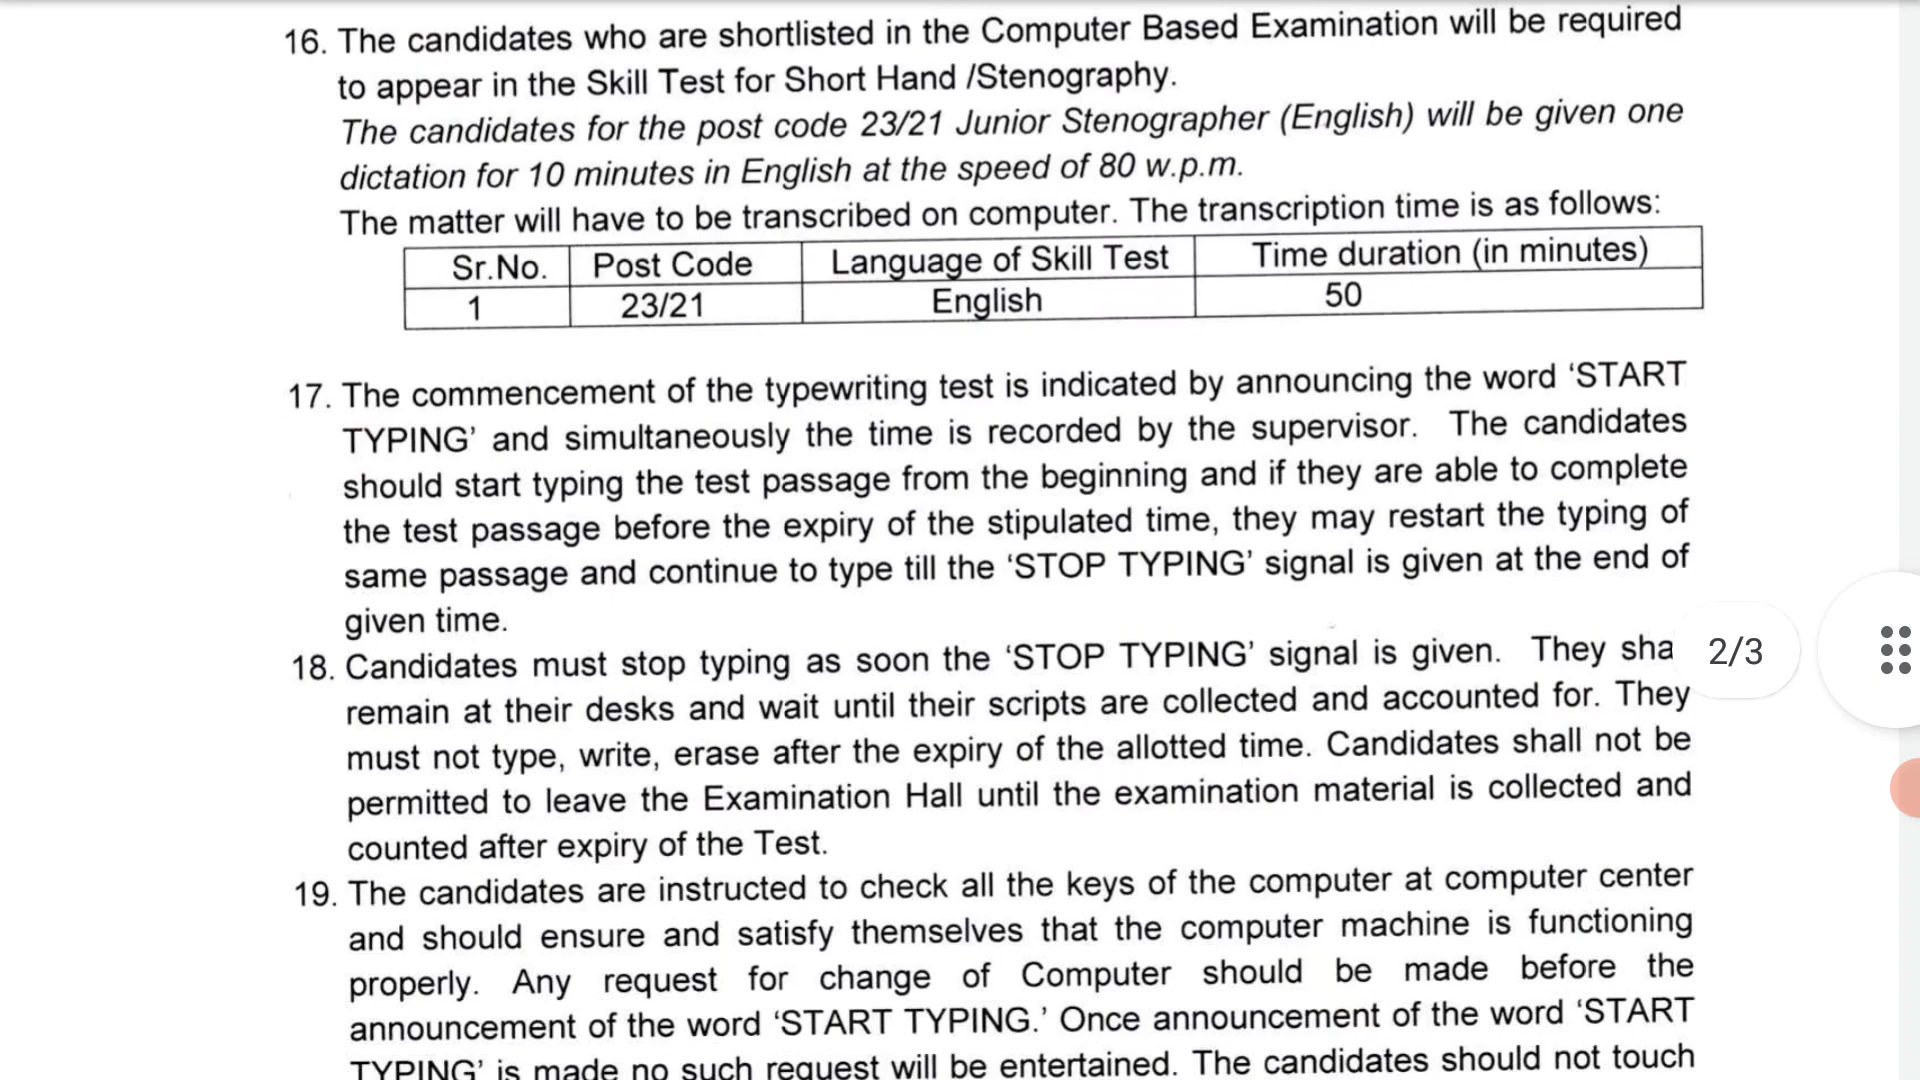 16. The candidates who are shortlisted in the Computer Based Examination will be required
to appear in the Skill Test for Short Hand /Stenography.
The candidates for the post code 23/21 Junior Stenographer (English) will be given one
dictation for 10 minutes in English at the speed of 80 w.p.m.
The matter will have to be transcribed on computer. The transcription time is as follows:
Sr.No. Post Code Language of Skill Test Time duration (in minutes)
1 23/21 English 50
17. The commencement of the typewriting test is indicated by announcing the word ‘START
TYPING’ and simultaneously the time is recorded by the supervisor. The candidates
should start typing the test passage from the beginning and if they are able to complete
the test passage before the expiry of the stipulated time, they may restart the typing of
same passage and continue to type till the ‘STOP TYPING’ signal is given at the end of
given time.
18. Candidates must stop typing as soon the ‘STOP TYPING’ signal is given. They sha
2/3
remain at their desks and wait until their scripts are collected and accounted for. They
must not type, write, erase after the expiry of the allotted time. Candidates shall not be
permitted to leave the Examination Hall until the examination material is collected and
counted after expiry of the Test.
19. The candidates are instructed to check all the keys of the computer at computer center
and should ensure and satisfy themselves that the computer machine is functioning
properly. Any request for change of Computer should be made before the
announcement of the word ‘START TYPING.’ Once announcement of the word ‘START
TYPING’ is made no such request will be entertained. The candidates should not touch